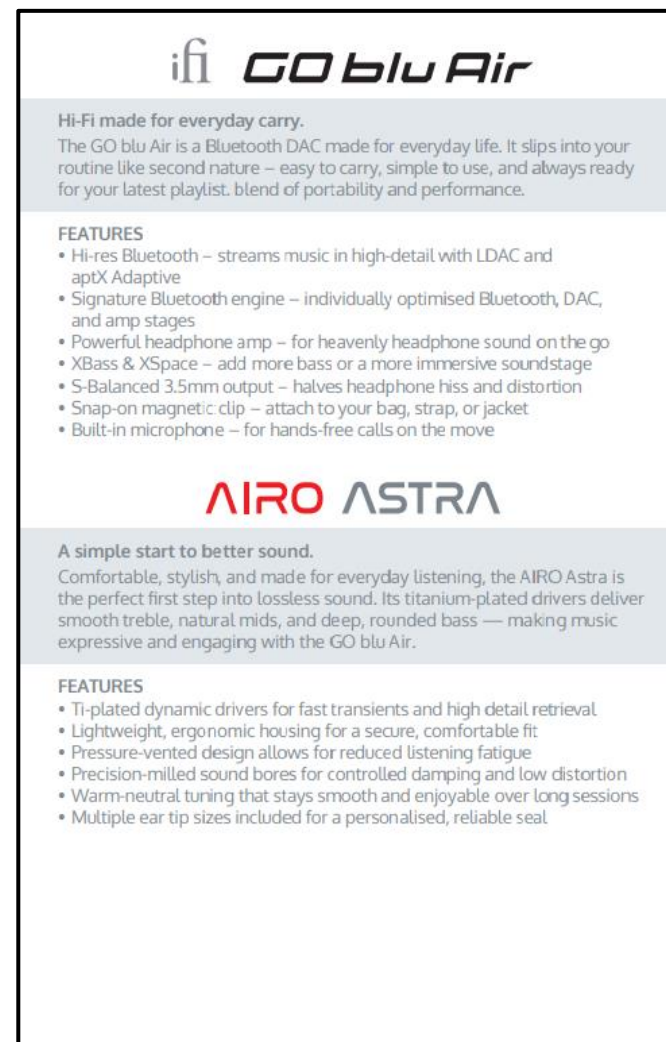 ifi GO blu Air
Hi-Fi made for everyday carry.
The GO blu Air is a Bluetooth DAC made for everyday life. It slips into your
routine like second nature – easy to carry, simple to use, and always ready
for your latest playlist. blend of portability and performance.
FEATURES
• Hi-res Bluetooth – streams music in high-detail with LDAC and
aptX Adaptive
• Signature Bluetooth engine – individually optimised Bluetooth, DAC,
and amp stages
• Powerful headphone amp – for heavenly headphone sound on the go
• XBass & XSpace – add more bass or a more immersive soundstage
• S-Balanced 3.5mm output – halves headphone hiss and distortion
• Snap-on magnetic clip – attach to your bag, strap, or jacket
• Built-in microphone – for hands-free calls on the move
AIRO ASTRA
A simple start to better sound.
Comfortable, stylish, and made for everyday listening, the AIRO Astra is
the perfect first step into lossless sound. Its titanium-plated drivers deliver
smooth treble, natural mids, and deep, rounded bass — making music
expressive and engaging with the GO blu Air.
FEATURES
• Ti-plated dynamic drivers for fast transients and high detail retrieval
• Lightweight, ergonomic housing for a secure, comfortable fit
• Pressure-vented design allows for reduced listening fatigue
• Precision-milled sound bores for controlled damping and low distortion
• Warm-neutral tuning that stays smooth and enjoyable over long sessions
• Multiple ear tip sizes included for a personalised, reliable seal